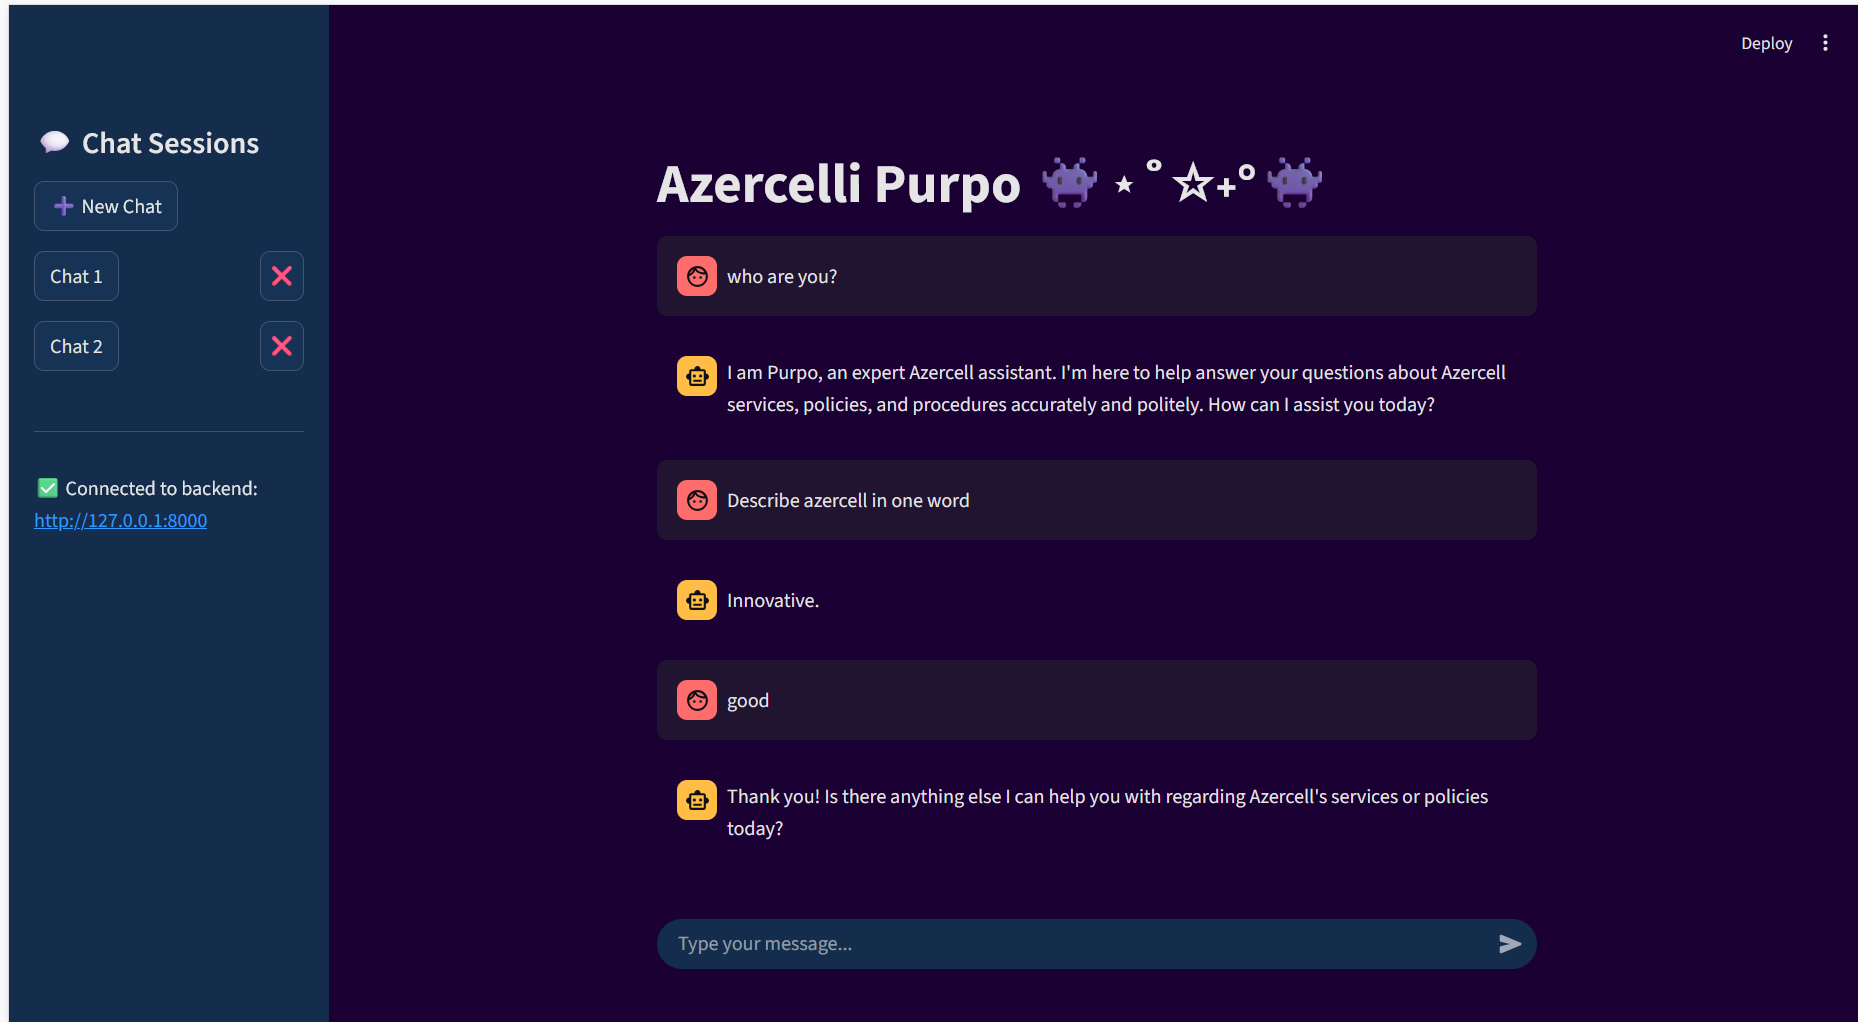 Deploy
💬 Chat Sessions
➕ New Chat
Chat 1 ❌
Chat 2 ❌
✅ Connected to backend:
http://127.0.0.1:8000
Azercelli Purpo 👾⋆˚☆₊°👾
who are you?
I am Purpo, an expert Azercell assistant. I'm here to help answer your questions about Azercell
services, policies, and procedures accurately and politely. How can I assist you today?
Describe azercell in one word
Innovative.
good
Thank you! Is there anything else I can help you with regarding Azercell's services or policies
today?
Type your message...